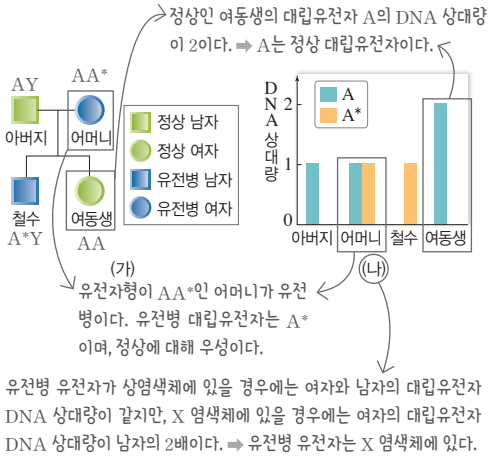 정상인 여동생의 대립유전자 A의 DNA 상대량
이 2이다. ➡ A는 정상 대립유전자이다.
AY
AA*
아버지
어머니
철수
A*Y
여동생
AA
정상 남자
정상 여자
유전병 남자
유전병 여자
(가)
DNA 상대량
2
1
0
A
A*
아버지 어머니 철수 여동생
(나)
유전자형이 AA*인 어머니가 유전
병이다. 유전병 대립유전자는 A*
이며, 정상에 대해 우성이다.
유전병 유전자가 상염색체에 있을 경우에는 여자와 남자의 대립유전자
DNA 상대량이 같지만, X 염색체에 있을 경우에는 여자의 대립유전자
DNA 상대량이 남자의 2배이다. ➡ 유전병 유전자는 X 염색체에 있다.